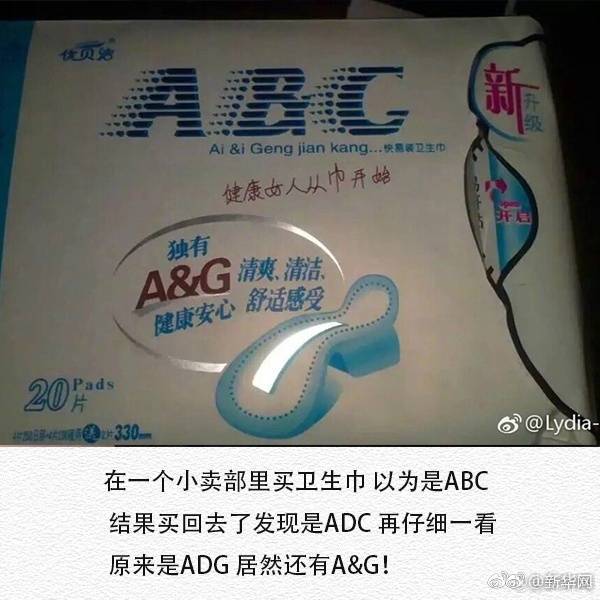 优贝洁
ABC
Ai &i Geng jian kang...快易装卫生巾
健康女人从巾开始
新升级
开启
独有
A&G
健康安心
清爽、清洁、
舒适感受
20片
Pads
330mm
@Lydia-
在一个小卖部里买卫生巾 以为是ABC
结果买回去了发现是ADC 再仔细一看
原来是ADG 居然还有A&G!
@新华网